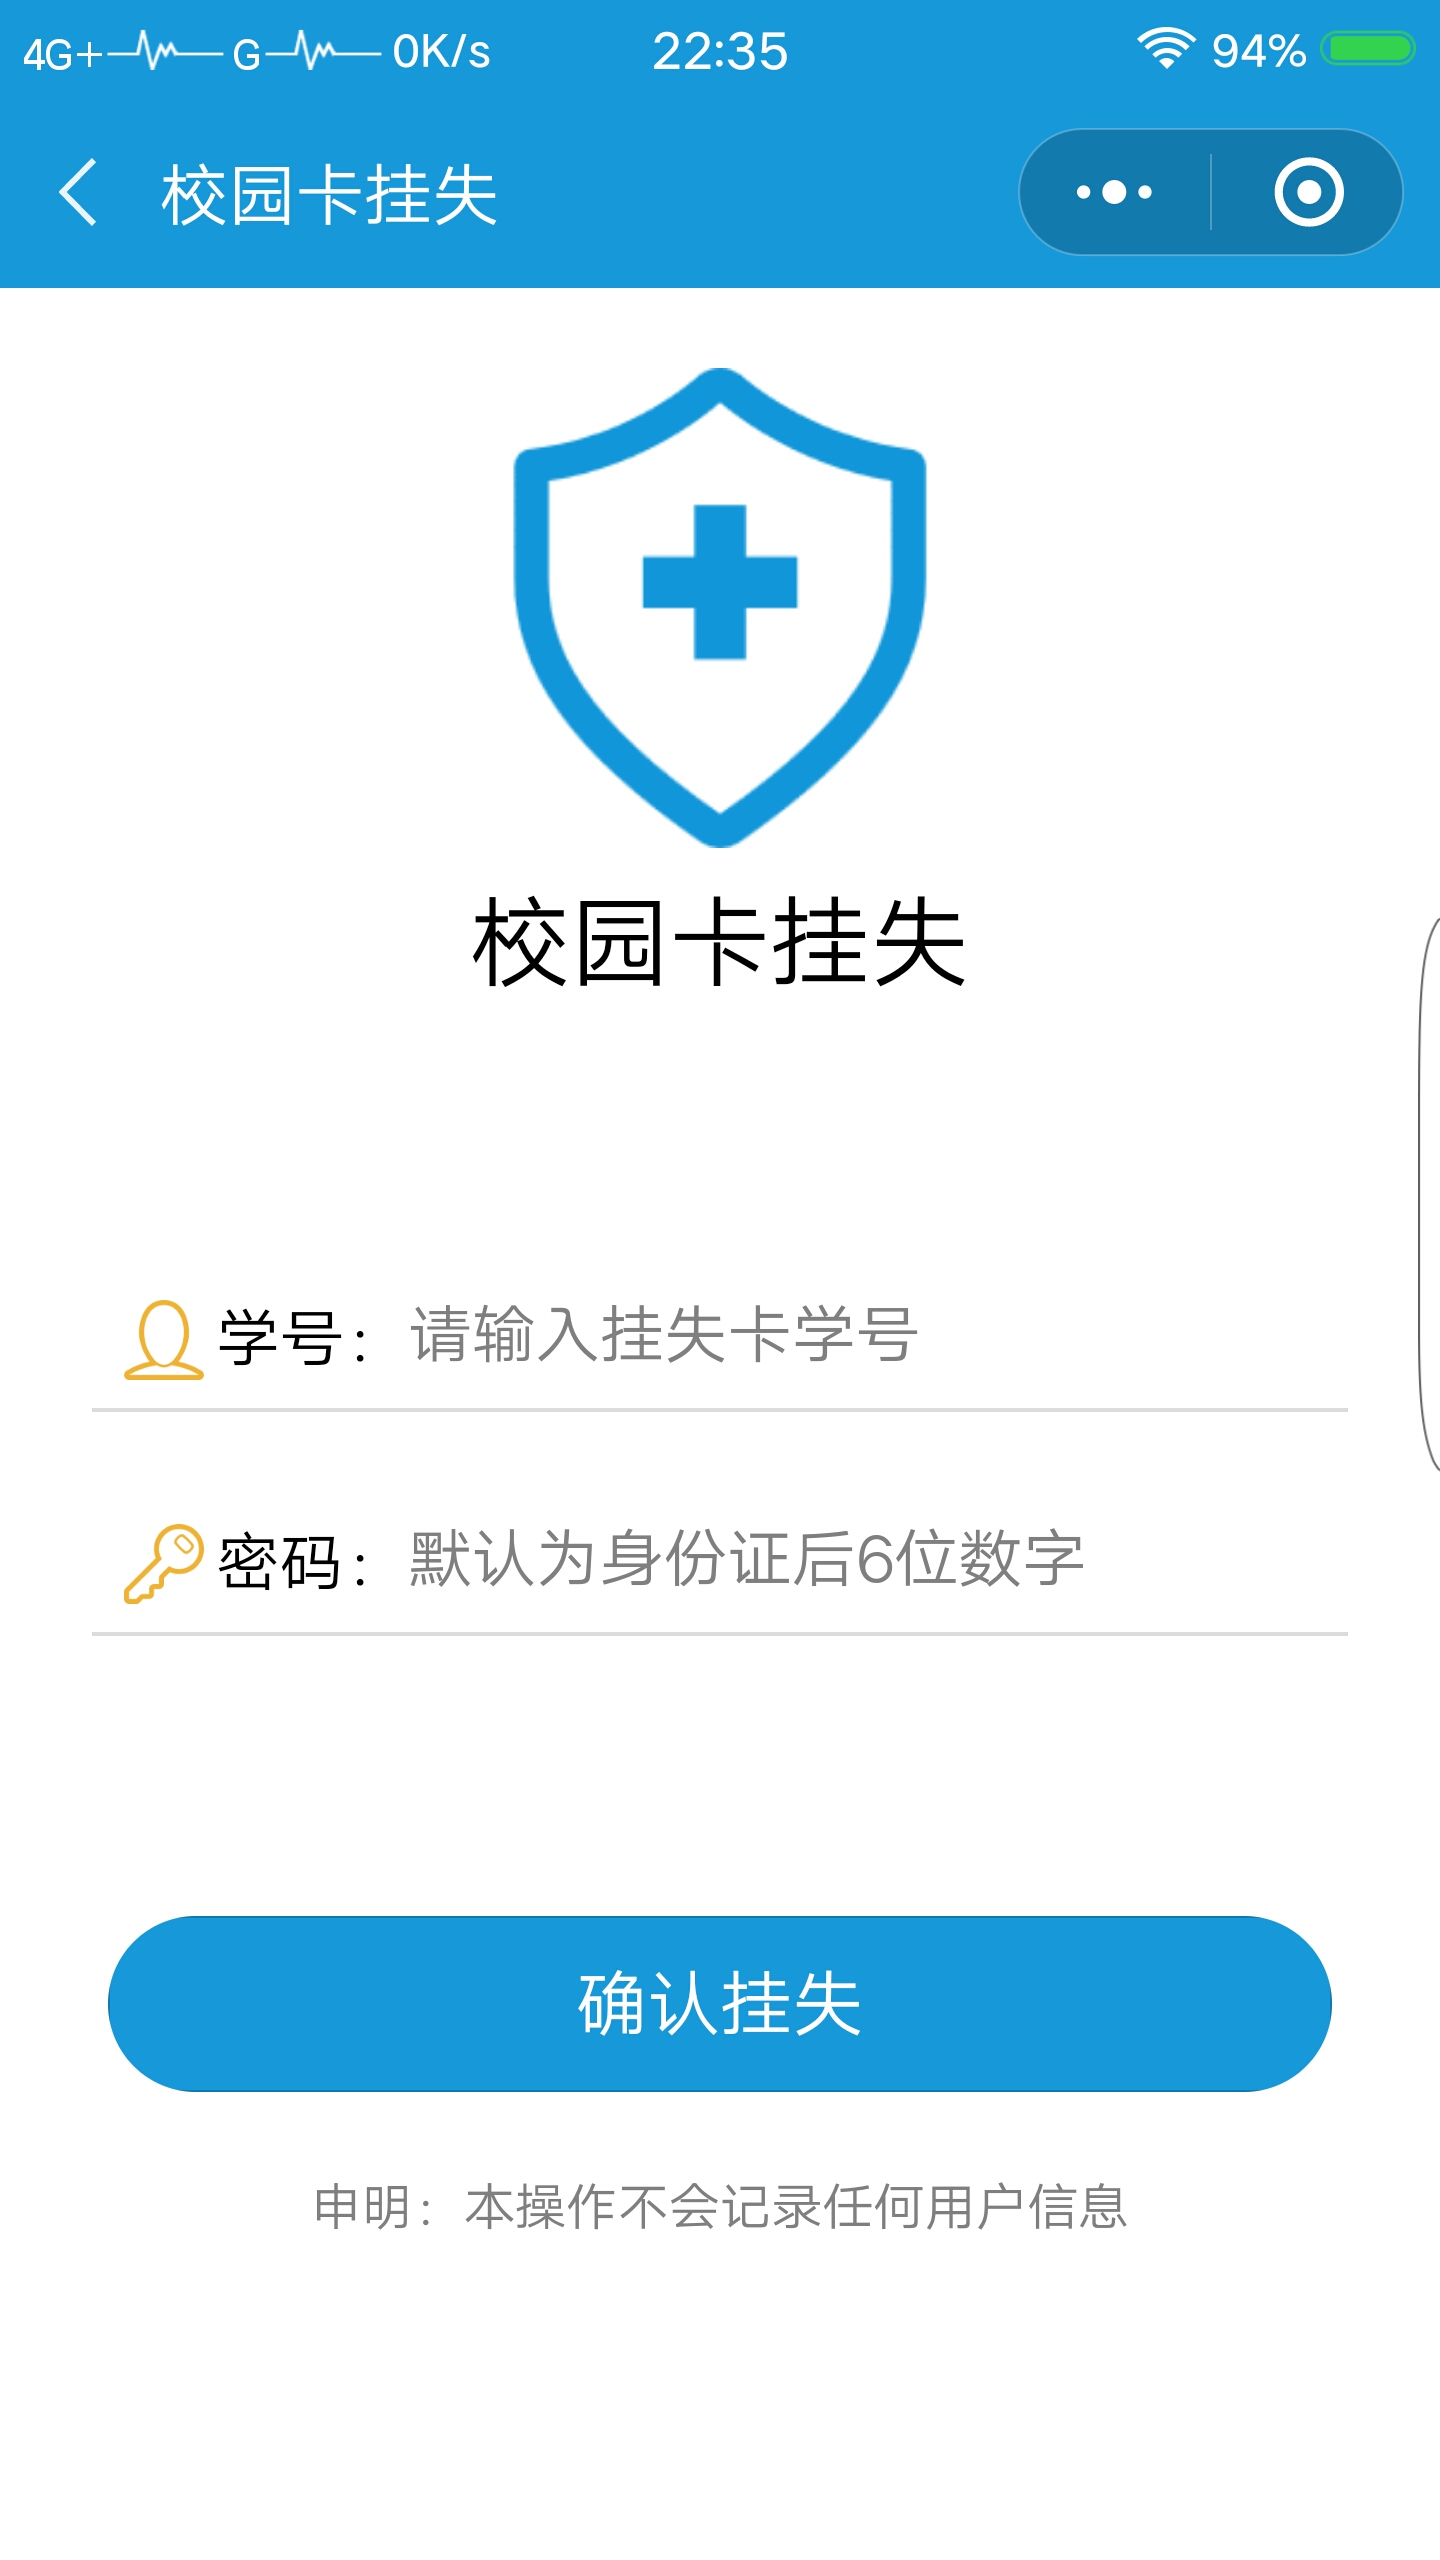 4G+ G 0K/s 22:35 94%
校园卡挂失
校园卡挂失
学号： 请输入挂失卡学号
密码： 默认为身份证后6位数字
确认挂失
申明：本操作不会记录任何用户信息